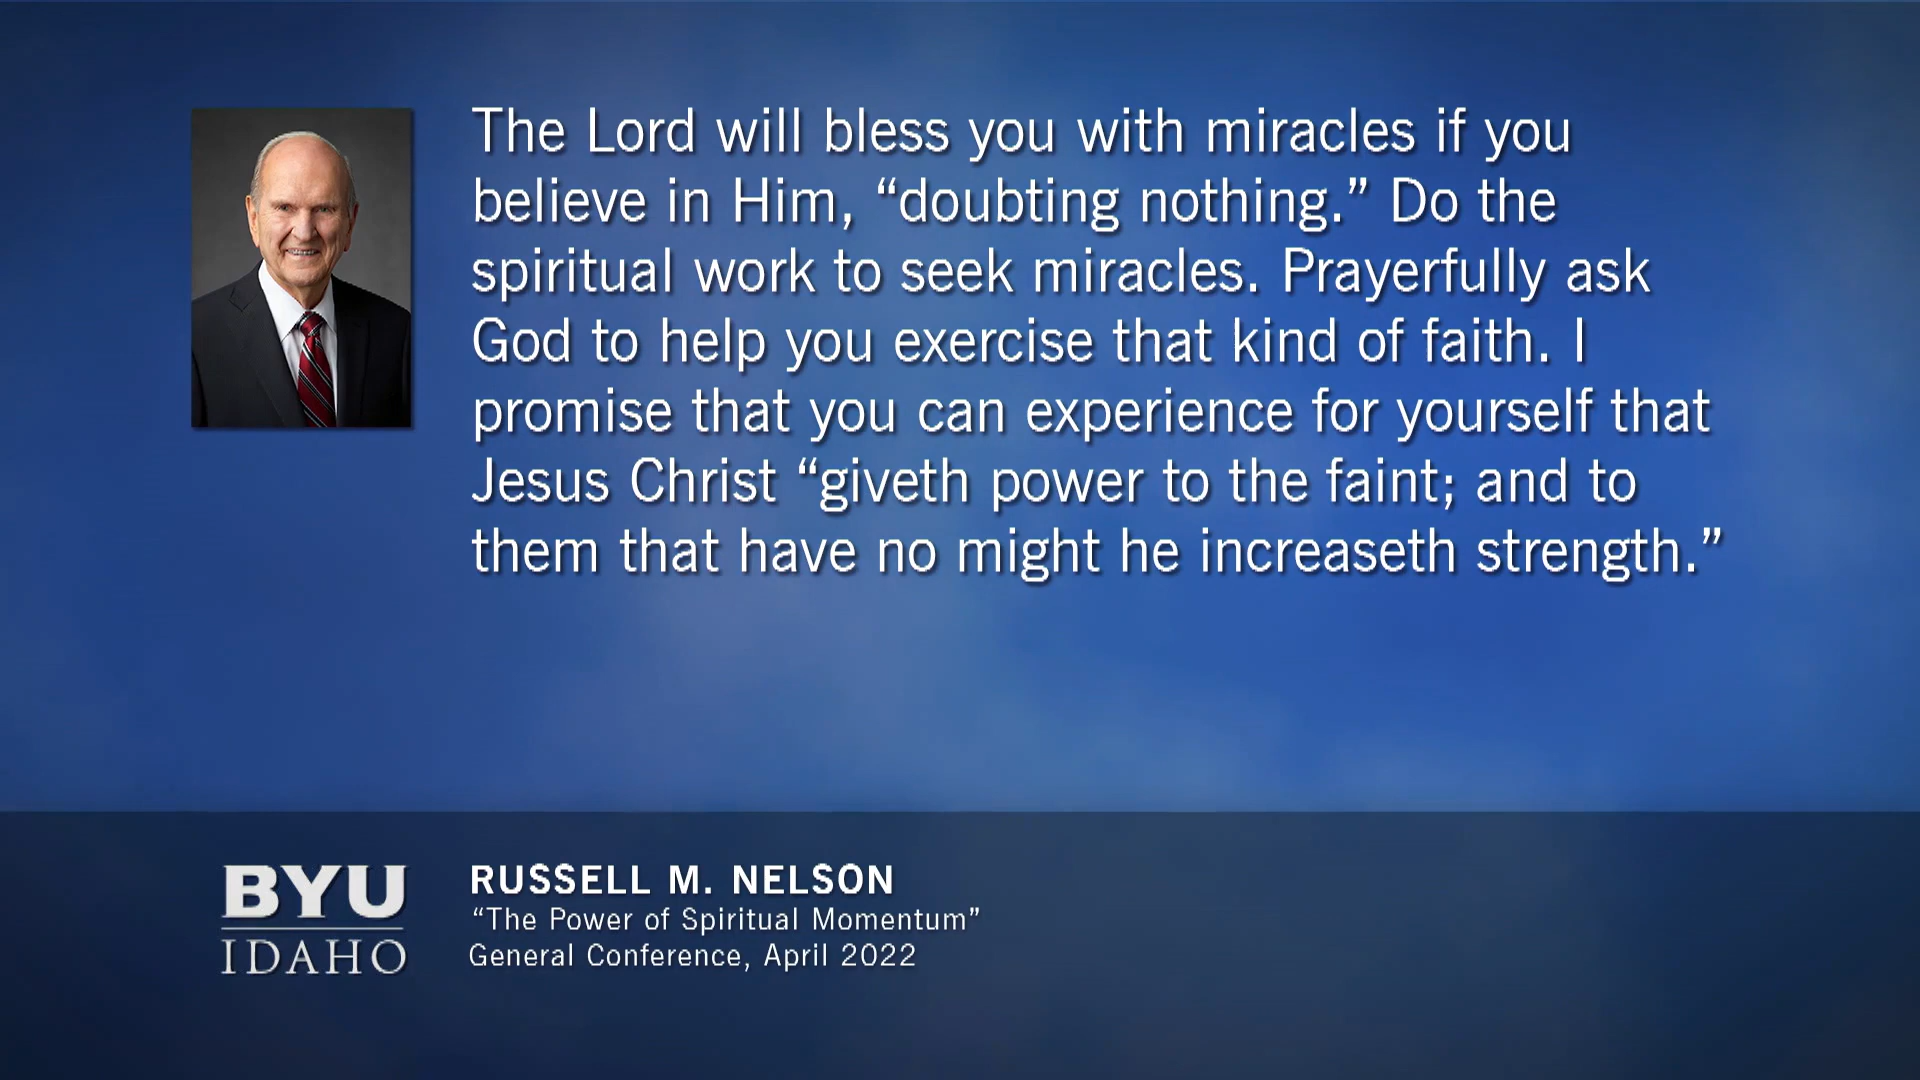 The Lord will bless you with miracles if you
believe in Him, “doubting nothing.” Do the
spiritual work to seek miracles. Prayerfully ask
God to help you exercise that kind of faith. I
promise that you can experience for yourself that
Jesus Christ “giveth power to the faint; and to
them that have no might he increaseth strength.”
BYU
IDAHO
RUSSELL M. NELSON
“The Power of Spiritual Momentum”
General Conference, April 2022